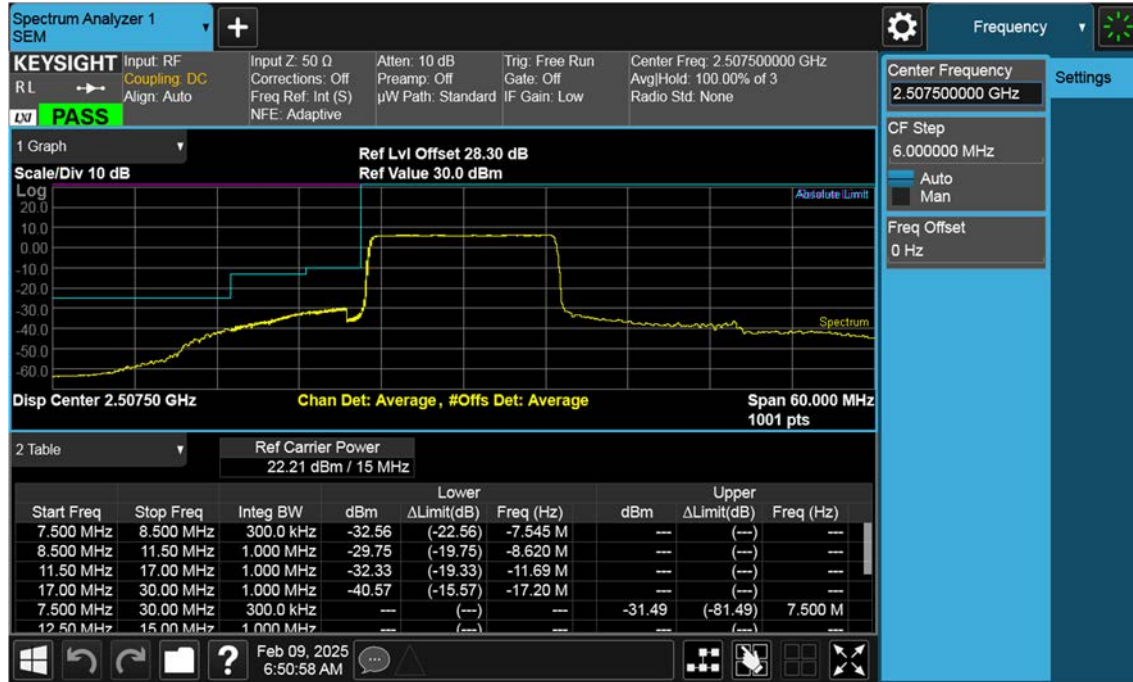 Spectrum Analyzer 1
SEM
Frequency
KEYSIGHT
R L
LXI PASS
Input: RF
Coupling: DC
Align: Auto
Input Z: 50 Ω
Corrections: Off
Freq Ref: Int (S)
NFE: Adaptive
Atten: 10 dB
Preamp: Off
µW Path: Standard
Trig: Free Run
Gate: Off
IF Gain: Low
Center Freq: 2.507500000 GHz
Avg|Hold: 100.00% of 3
Radio Std: None
Center Frequency
2.507500000 GHz
Settings
CF Step
6.000000 MHz
Auto
Man
Freq Offset
0 Hz
1 Graph
Scale/Div 10 dB
Ref Lvl Offset 28.30 dB
Ref Value 30.0 dBm
Log
20.0
10.0
0.00
-10.0
-20.0
-30.0
-40.0
-50.0
-60.0
Limit
Spectrum
Disp Center 2.50750 GHz
Chan Det: Average, #Offs Det: Average
Span 60.000 MHz
1001 pts
2 Table
Ref Carrier Power
22.21 dBm / 15 MHz
Lower Upper
Start Freq Stop Freq Integ BW dBm ΔLimit(dB) Freq (Hz) dBm ΔLimit(dB) Freq (Hz)
7.500 MHz 8.500 MHz 300.0 kHz -32.56 (-22.56) -7.545 M --- (---) ---
8.500 MHz 11.50 MHz 1.000 MHz -29.75 (-19.75) -8.620 M --- (---) ---
11.50 MHz 17.00 MHz 1.000 MHz -32.33 (-19.33) -11.69 M --- (---) ---
17.00 MHz 30.00 MHz 1.000 MHz -40.57 (-15.57) -17.20 M --- (---) ---
7.500 MHz 30.00 MHz 300.0 kHz --- (---) --- -31.49 (-81.49) 7.500 M
12.50 MHz 15.00 MHz 1.000 MHz --- (---) --- --- (---) ---
Feb 09, 2025
6:50:58 AM